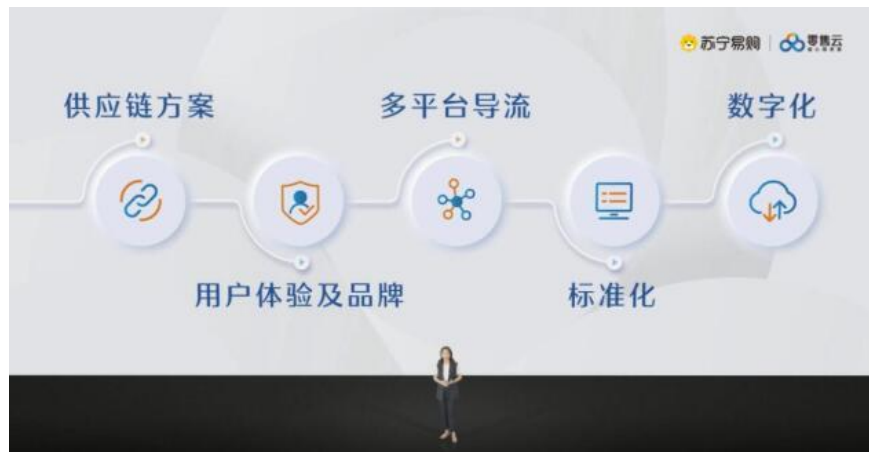 苏宁易购 零售云
供应链方案
多平台导流
数字化
用户体验及品牌
标准化